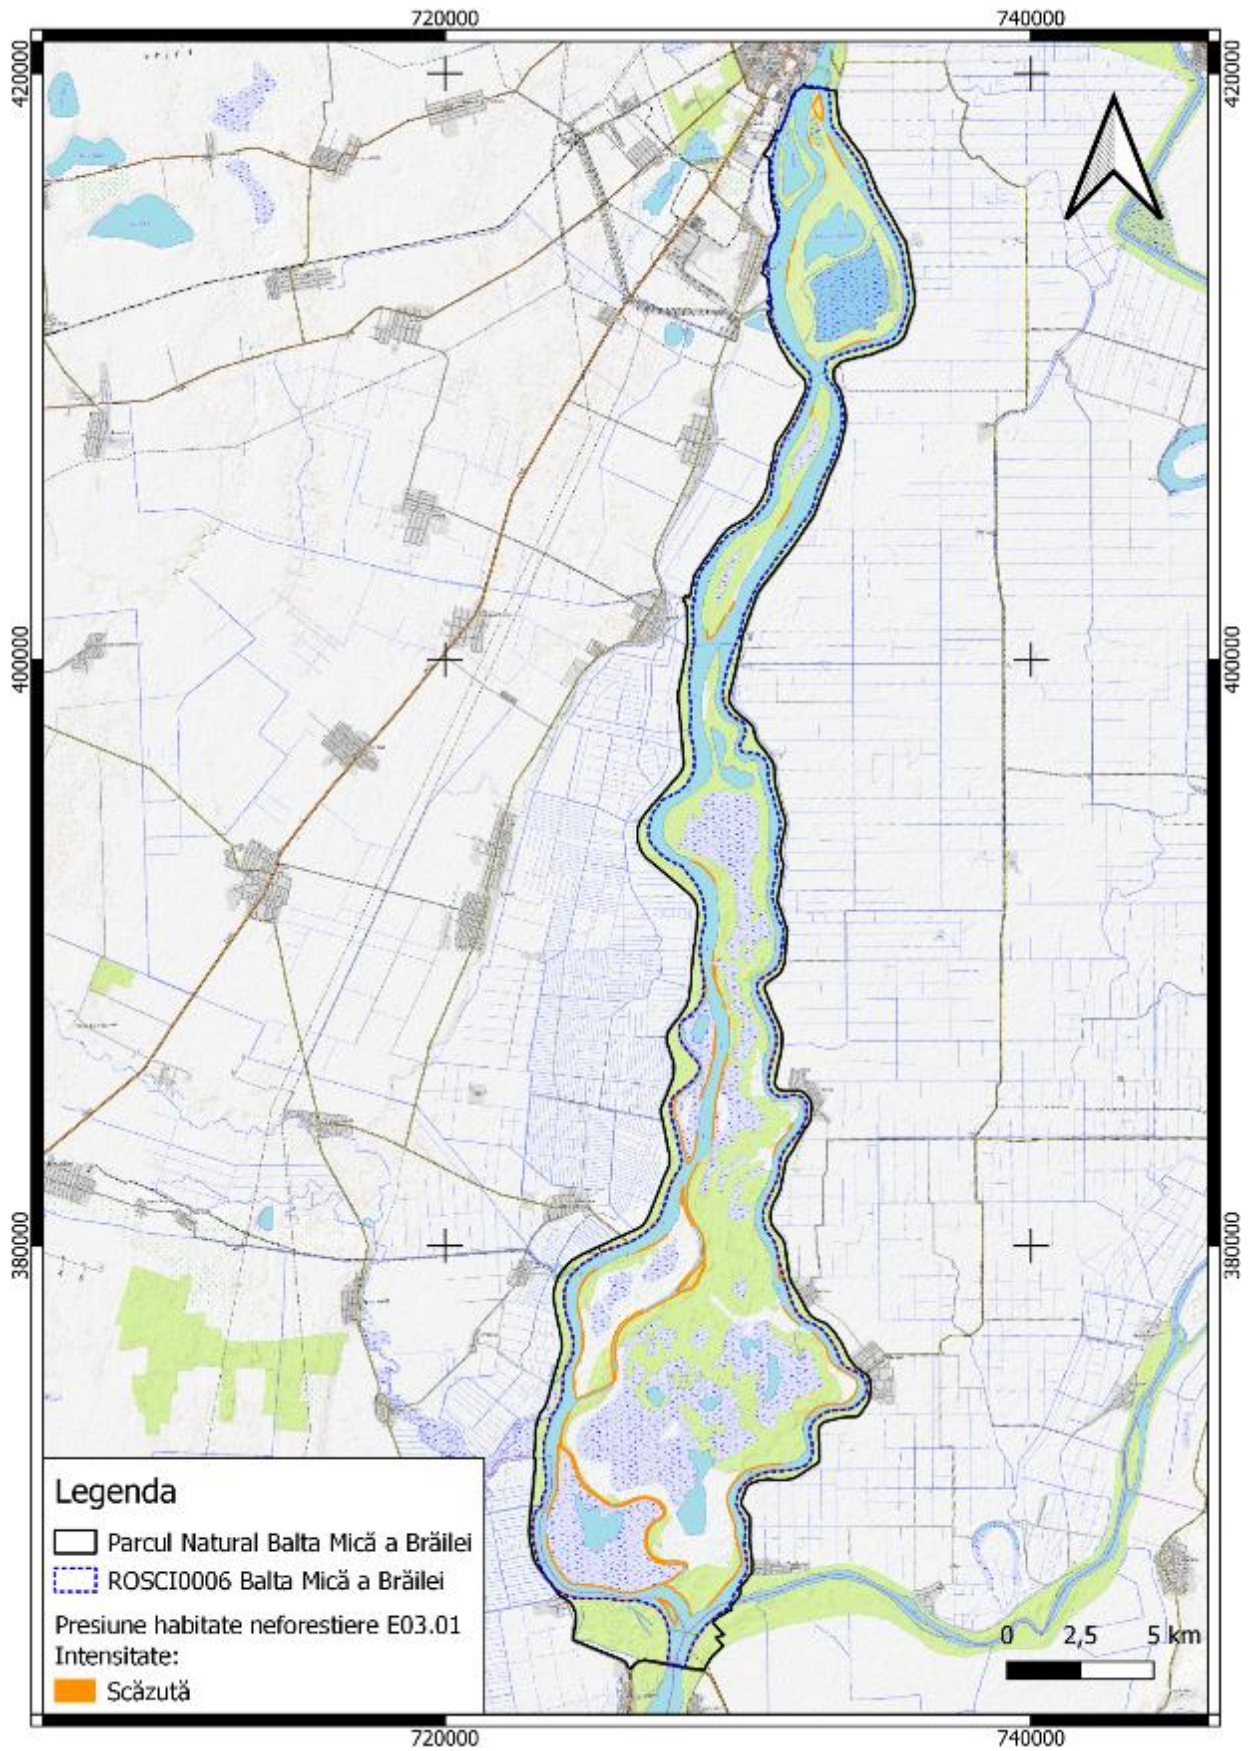 720000
740000
420000
420000
400000
400000
380000
380000
Legenda
Parcul Natural Balta Mică a Brăilei
ROSCI0006 Balta Mică a Brăilei
Presiune habitate neforestiere E03.01
Intensitate:
Scăzută
0 2,5 5 km
720000
740000